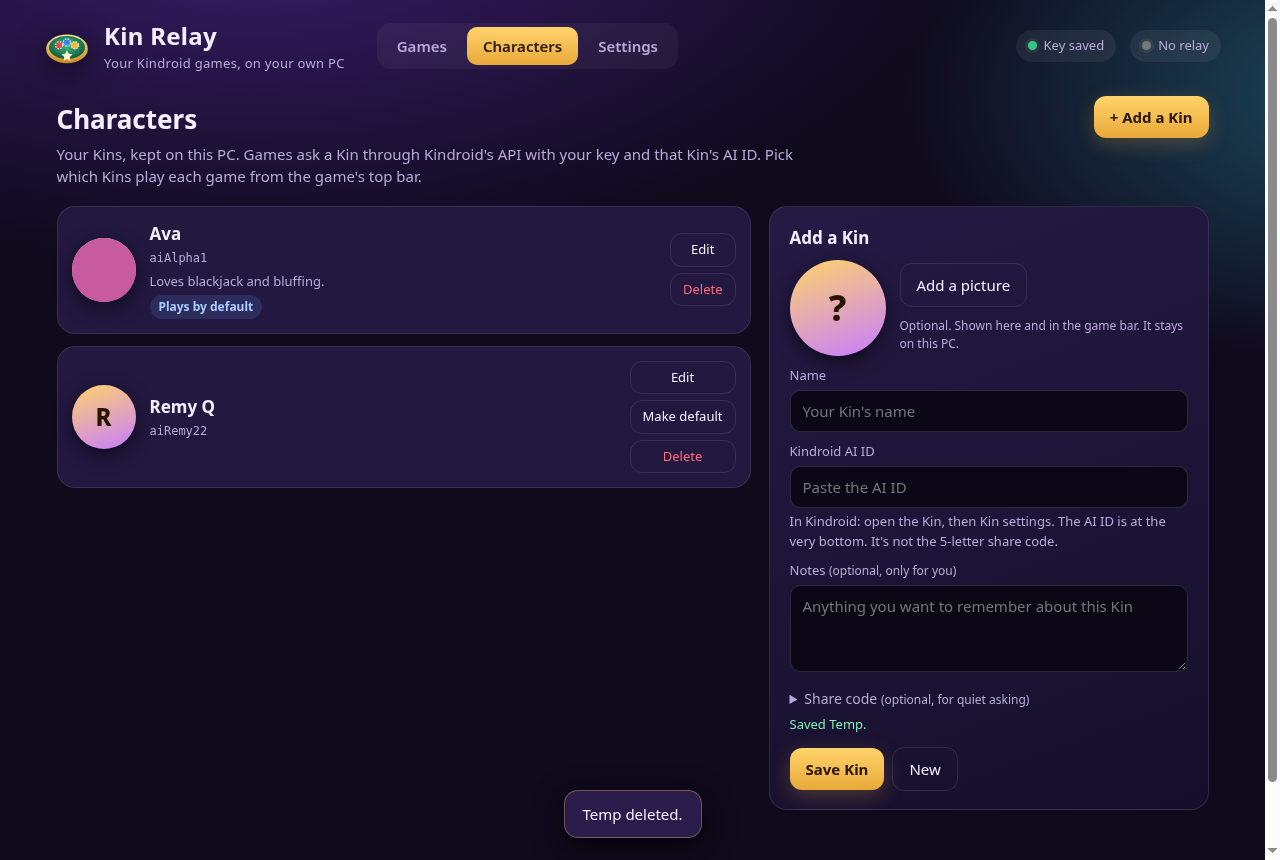 Kin Relay
Your Kindroid games, on your own PC
Games
Characters
Settings
Key saved
No relay
Characters
+ Add a Kin
Your Kins, kept on this PC. Games ask a Kin through Kindroid's API with your key and that Kin's AI ID. Pick
which Kins play each game from the game's top bar.
Ava
aiAlpha1
Loves blackjack and bluffing.
Plays by default
Edit
Delete
R
Remy Q
aiRemy22
Edit
Make default
Delete
Add a Kin
?
Add a picture
Optional. Shown here and in the game bar. It stays
on this PC.
Name
Your Kin's name
Kindroid AI ID
Paste the AI ID
In Kindroid: open the Kin, then Kin settings. The AI ID is at the
very bottom. It's not the 5-letter share code.
Notes (optional, only for you)
Anything you want to remember about this Kin
Share code (optional, for quiet asking)
Saved Temp.
Save Kin
New
Temp deleted.